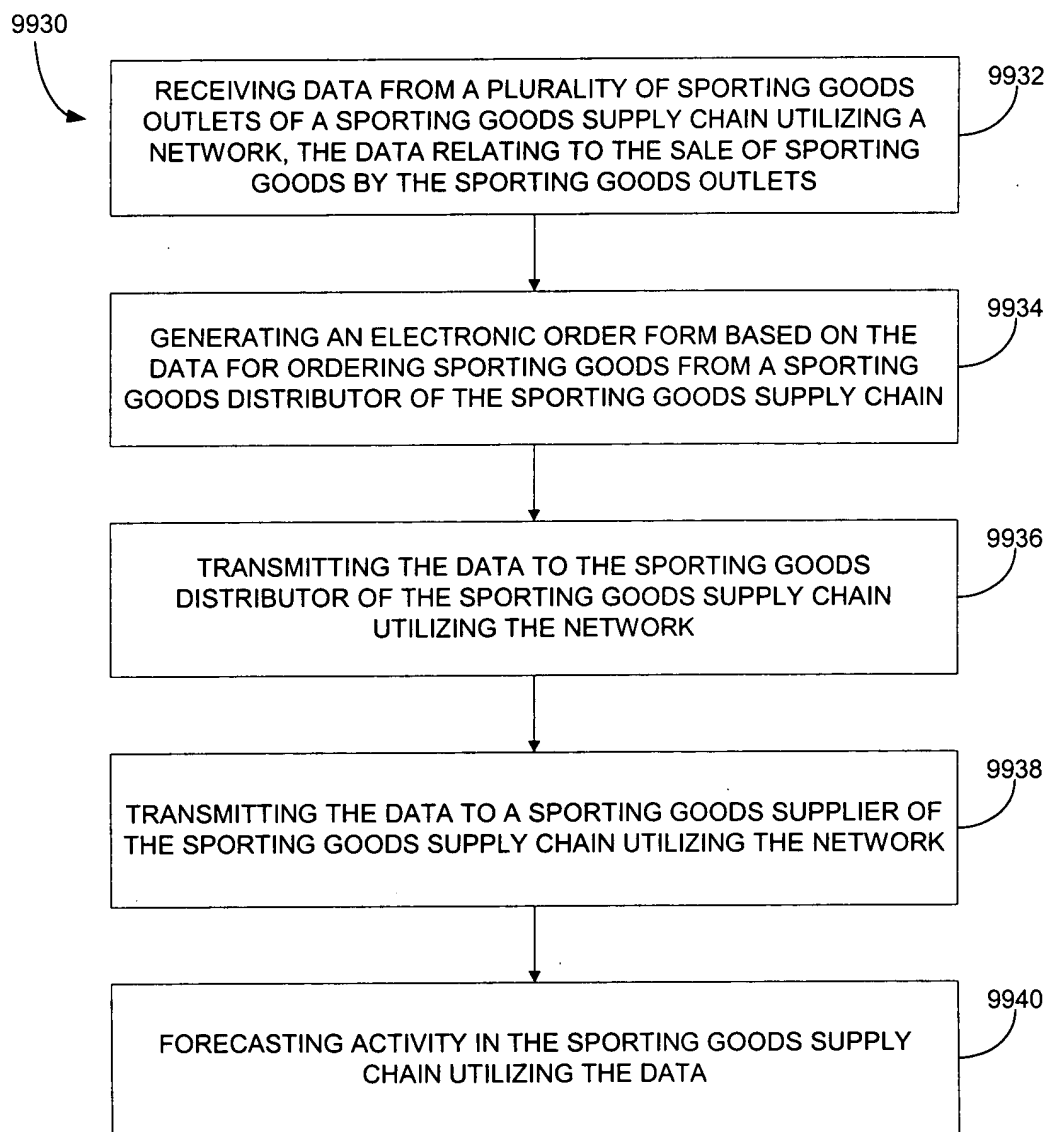 9930
9932
RECEIVING DATA FROM A PLURALITY OF SPORTING GOODS
OUTLETS OF A SPORTING GOODS SUPPLY CHAIN UTILIZING A
NETWORK, THE DATA RELATING TO THE SALE OF SPORTING
GOODS BY THE SPORTING GOODS OUTLETS
9934
GENERATING AN ELECTRONIC ORDER FORM BASED ON THE
DATA FOR ORDERING SPORTING GOODS FROM A SPORTING
GOODS DISTRIBUTOR OF THE SPORTING GOODS SUPPLY CHAIN
9936
TRANSMITTING THE DATA TO THE SPORTING GOODS
DISTRIBUTOR OF THE SPORTING GOODS SUPPLY CHAIN
UTILIZING THE NETWORK
9938
TRANSMITTING THE DATA TO A SPORTING GOODS SUPPLIER OF
THE SPORTING GOODS SUPPLY CHAIN UTILIZING THE NETWORK
9940
FORECASTING ACTIVITY IN THE SPORTING GOODS SUPPLY
CHAIN UTILIZING THE DATA